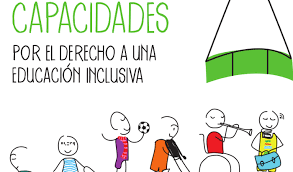 CAPACIDADES
POR EL DERECHO A UNA
EDUCACIÓN INCLUSIVA